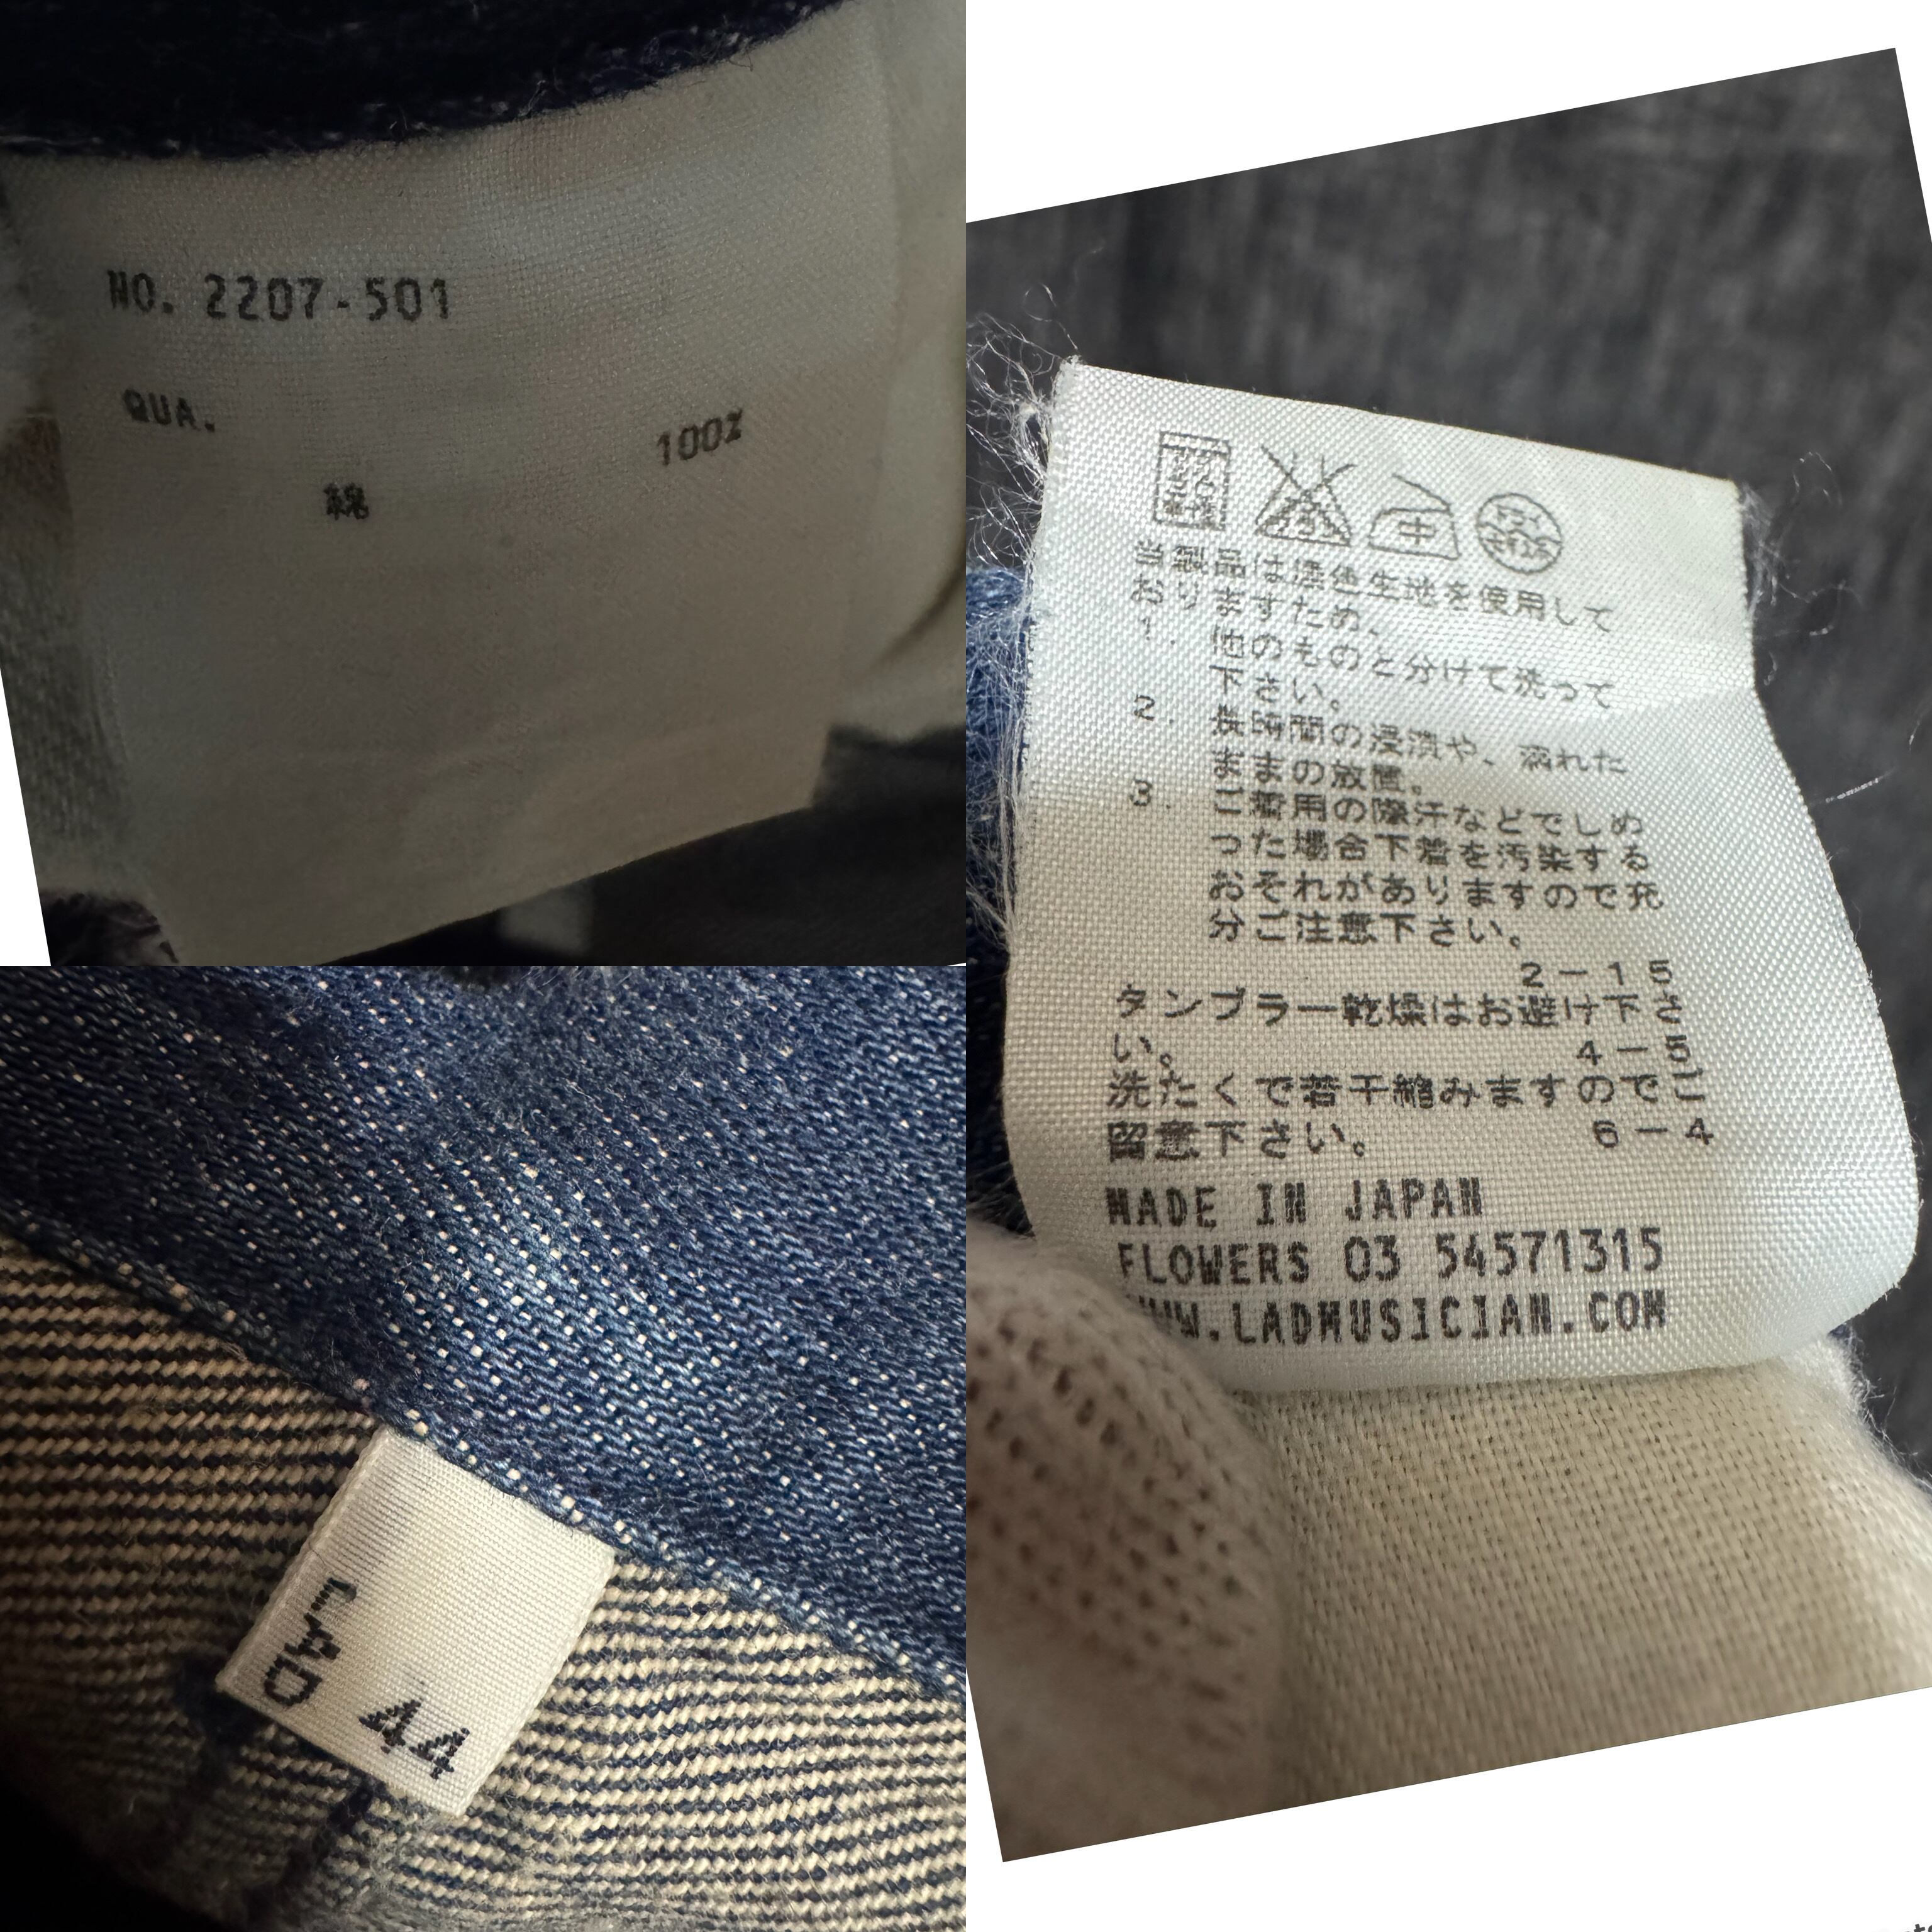 NO. 2207-501
QUA.
100%
綿
中
当製品は濃色生地を使用して
おりますため、
1. 他のものと分けて洗って
下さい。
2. 長時間の浸漬や、濡れた
ままの放置。
3 ご着用の際汗などでしめ
った場合下着を汚染する
おそれがありますので充
分ご注意下さい。
2-15
タンブラー乾燥はお避け下さ
い。 4-5
洗たくで若干縮みますのでご
留意下さい。 6-4
MADE IN JAPAN
FLOWERS 03 54571315
WWW.LADMUSICIAN.COM
LAD
44